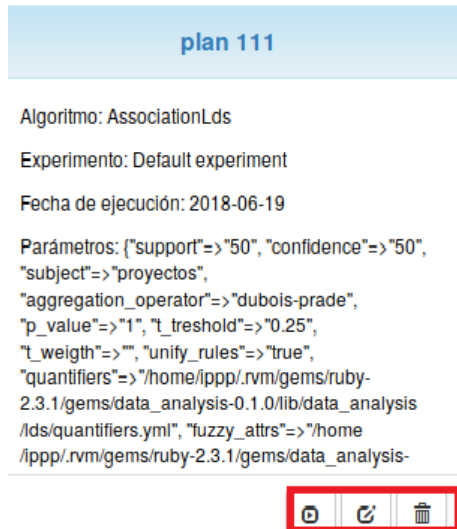 plan 111
Algoritmo: AssociationLds
Experimento: Default experiment
Fecha de ejecución: 2018-06-19
Parámetros: {"support"=>"50", "confidence"=>"50",
"subject"=>"proyectos",
"aggregation_operator"=>"dubois-prade",
"p_value"=>"1", "t_treshold"=>"0.25",
"t_weigth"=>"", "unify_rules"=>"true",
"quantifiers"=>"/home/ippp/.rvm/gems/ruby-
2.3.1/gems/data_analysis-0.1.0/lib/data_analysis
/lds/quantifiers.yml", "fuzzy_attrs"=>"/home
/ippp/.rvm/gems/ruby-2.3.1/gems/data_analysis-